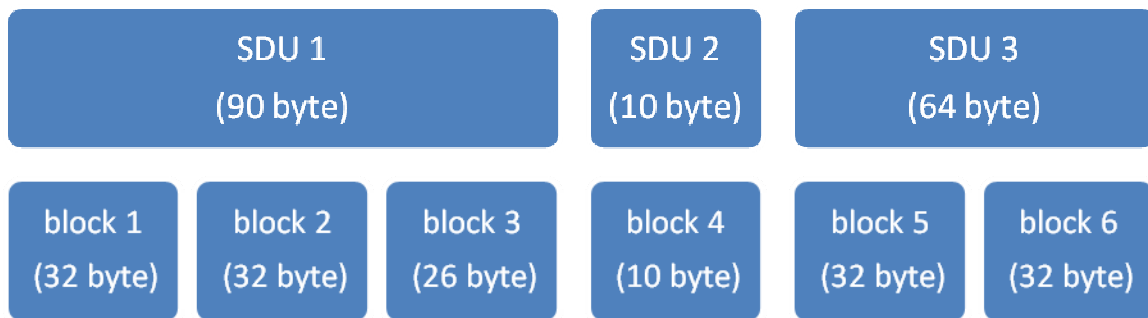 SDU 1
(90 byte)
SDU 2
(10 byte)
SDU 3
(64 byte)
block 1
(32 byte)
block 2
(32 byte)
block 3
(26 byte)
block 4
(10 byte)
block 5
(32 byte)
block 6
(32 byte)